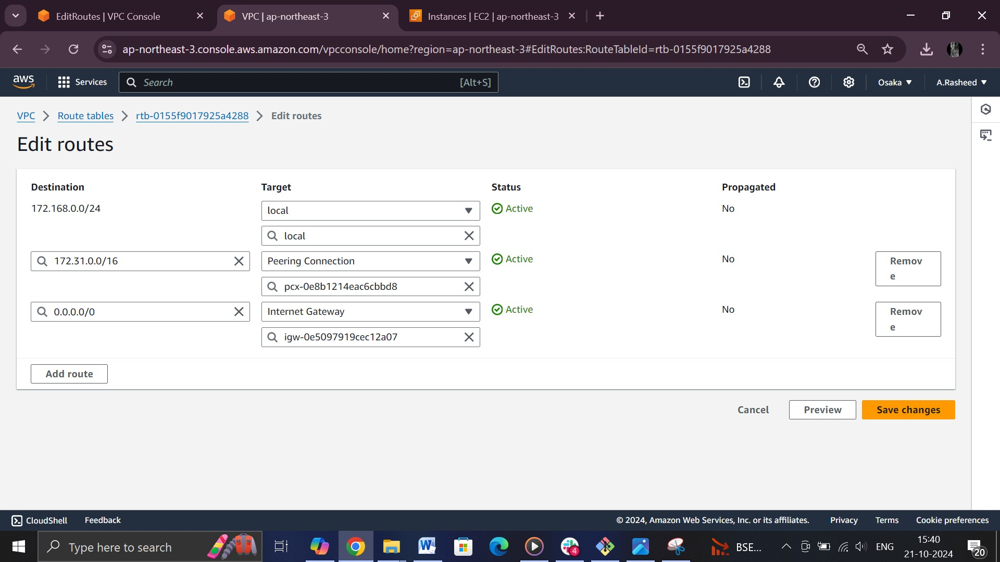 EditRoutes | VPC Console
VPC | ap-northeast-3
Instances | EC2 | ap-northeast-3
ap-northeast-3.console.aws.amazon.com/vpcconsole/home?region=ap-northeast-3#EditRoutes:RouteTableId=rtb-0155f9017925a4288
aws
Services
Search
[Alt+S]
Osaka
A.Rasheed
VPC
Route tables
rtb-0155f9017925a4288
Edit routes
Edit routes
Destination
Target
Status
Propagated
172.168.0.0/24
local
Active
No
local
172.31.0.0/16
Peering Connection
Active
No
Remov
e
pcx-0e8b1214eac6cbbd8
0.0.0.0/0
Internet Gateway
Active
No
Remov
e
igw-0e5097919cec12a07
Add route
Cancel
Preview
Save changes
CloudShell
Feedback
© 2024, Amazon Web Services, Inc. or its affiliates.
Privacy
Terms
Cookie preferences
Type here to search
W
4
BSE...
ENG
15:40
21-10-2024
20